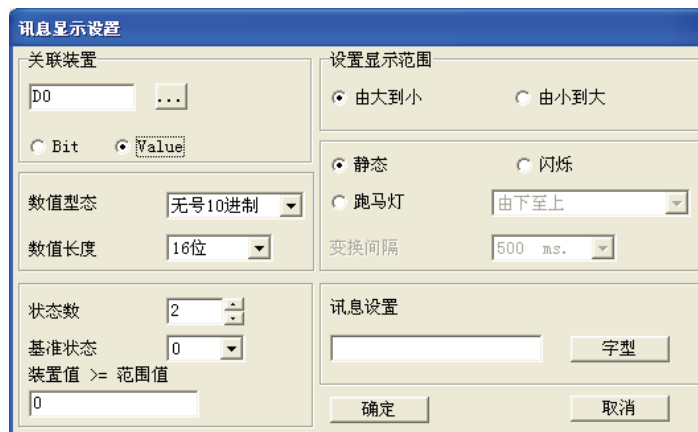 讯息显示设置
关联装置
D0
...
Bit
Value
数值型态
无号10进制
数值长度
16位
状态数
2
基准状态
0
装置值 >= 范围值
0
设置显示范围
由大到小
由小到大
静态
闪烁
跑马灯
由下至上
变换间隔
500 ms.
讯息设置
字型
确定
取消